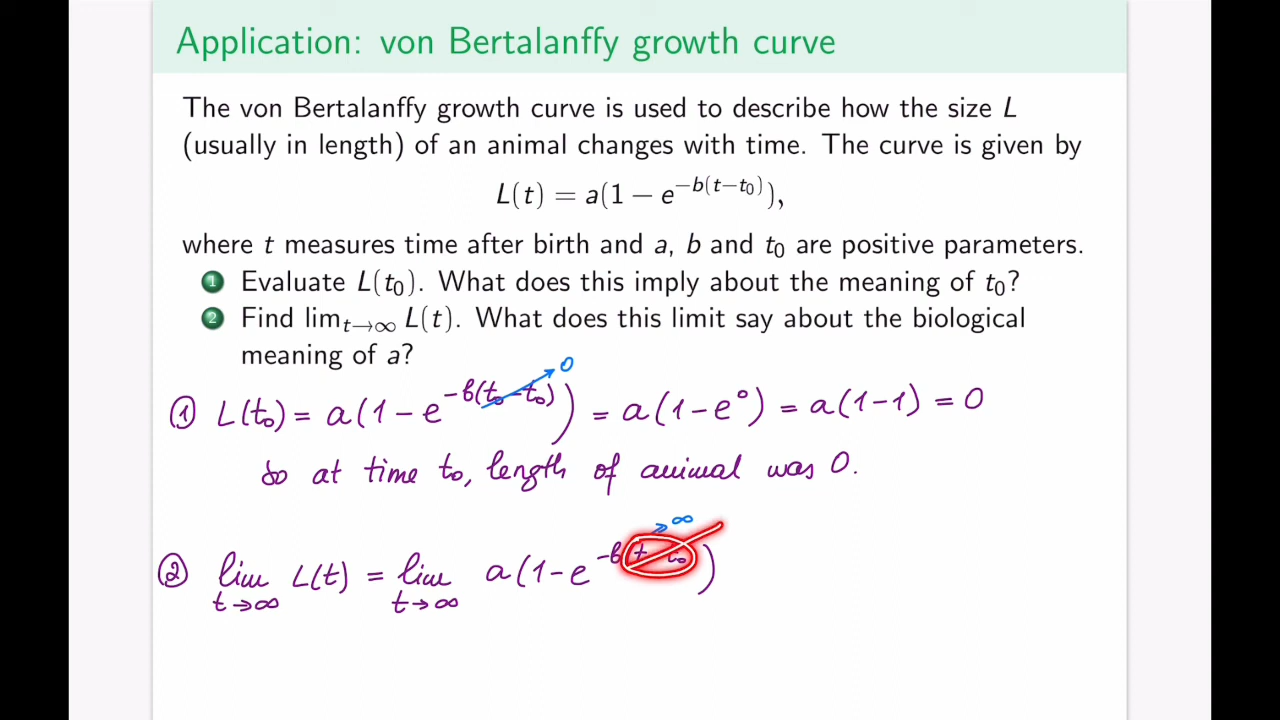 Application: von Bertalanffy growth curve
The von Bertalanffy growth curve is used to describe how the size L
(usually in length) of an animal changes with time. The curve is given by
L(t) = a(1 − e^{−b(t−t₀)}),
where t measures time after birth and a, b and t₀ are positive parameters.
1 Evaluate L(t₀). What does this imply about the meaning of t₀?
2 Find lim_{t→∞} L(t). What does this limit say about the biological
meaning of a?
① L(t₀) = a(1 − e^{−b(t₀−t₀)→0}) = a(1 − e⁰) = a(1−1) = 0
So at time t₀, length of animal was 0.
② lim_{t→∞} L(t) = lim_{t→∞} a(1 − e^{−b(t−t₀)→∞})